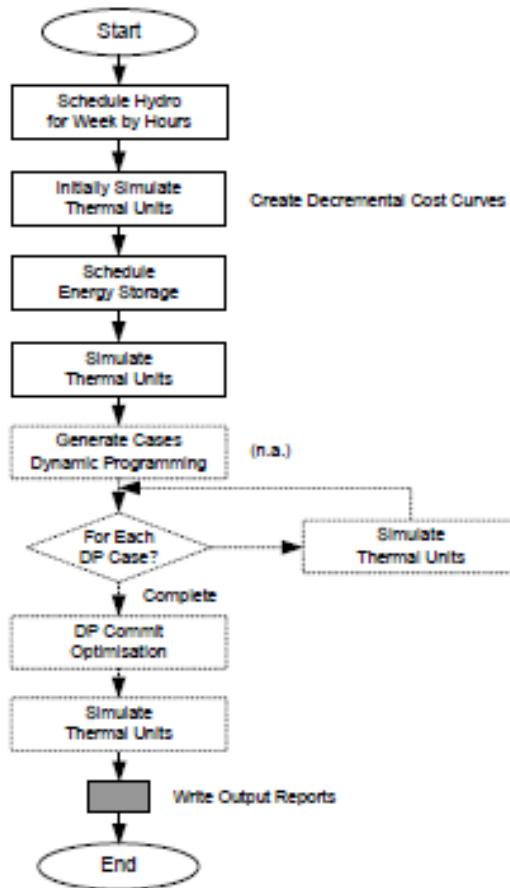 Start
Schedule Hydro
for Week by Hours
Initially Simulate
Thermal Units
Create Decremental Cost Curves
Schedule
Energy Storage
Simulate
Thermal Units
Generate Cases
Dynamic Programming
(n.a.)
For Each
DP Case?
Simulate
Thermal Units
Complete
DP Commit
Optimisation
Simulate
Thermal Units
Write Output Reports
End